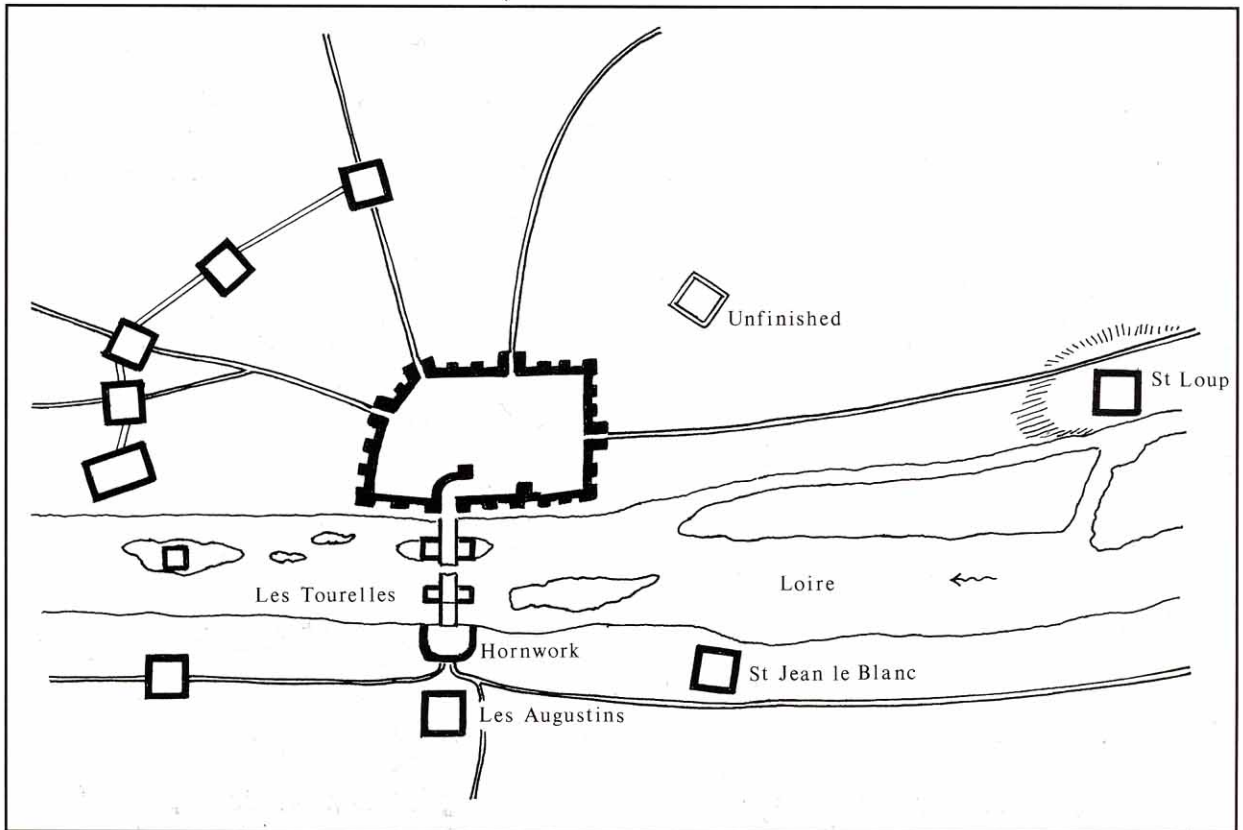 Unfinished
St Loup
Les Tourelles
Loire
Hornwork
St Jean le Blanc
Les Augustins